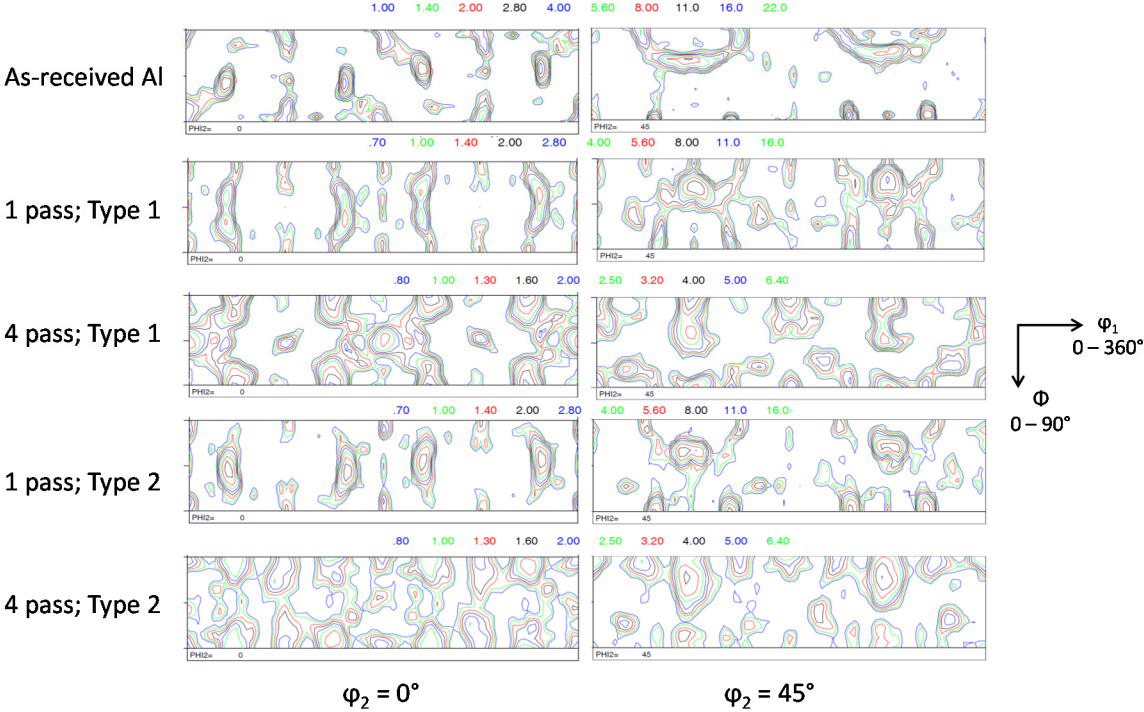 1.00 1.40 2.00 2.80 4.00 5.60 8.00 11.0 16.0 22.0
As-received Al
PHI2= 0 PHI2= 45
.70 1.00 1.40 2.00 2.80 4.00 5.60 8.00 11.0 16.0
1 pass; Type 1
PHI2= 0 PHI2= 45
.80 1.00 1.30 1.60 2.00 2.50 3.20 4.00 5.00 6.40
4 pass; Type 1
φ1
0 – 360°
PHI2= 0 PHI2= 45
Φ
0 – 90°
.70 1.00 1.40 2.00 2.80 4.00 5.60 8.00 11.0 16.0
1 pass; Type 2
PHI2= 0 PHI2= 45
.80 1.00 1.30 1.60 2.00 2.50 3.20 4.00 5.00 6.40
4 pass; Type 2
PHI2= 0 PHI2= 45
φ2 = 0° φ2 = 45°